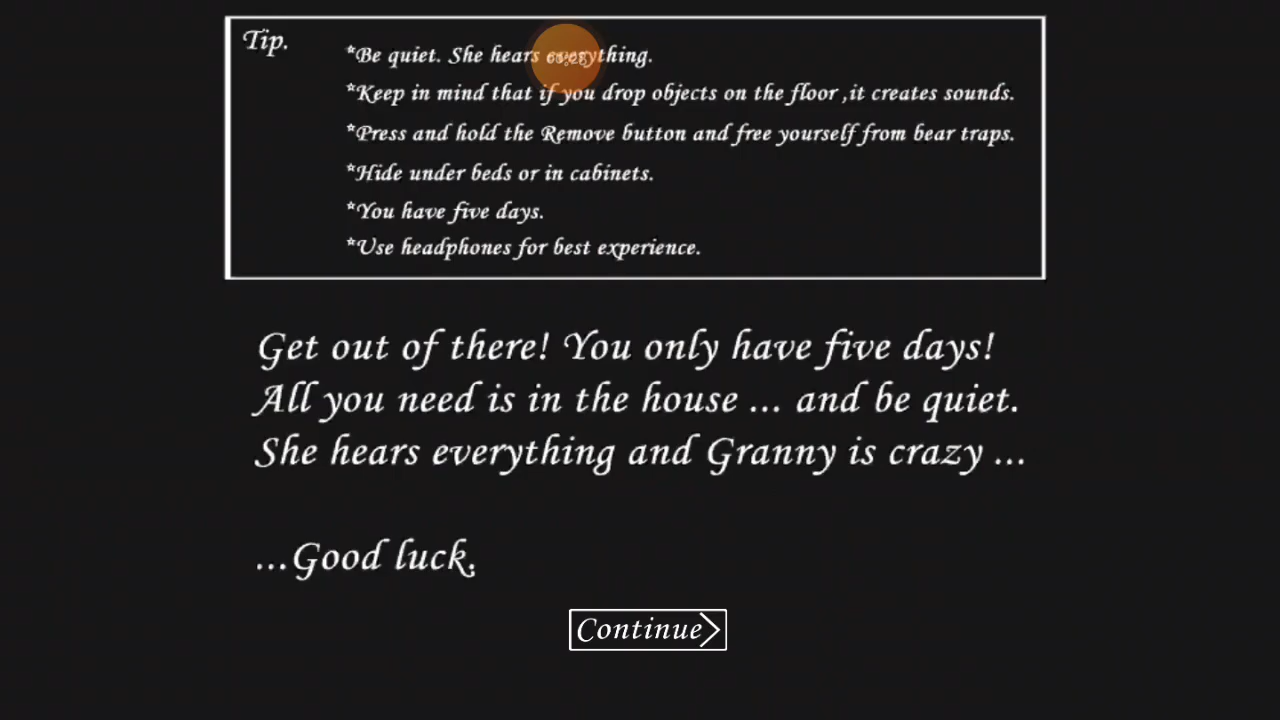 Tip.
*Be quiet. She hears everything.
*Keep in mind that if you drop objects on the floor ,it creates sounds.
*Press and hold the Remove button and free yourself from bear traps.
*Hide under beds or in cabinets.
*You have five days.
*Use headphones for best experience.
Get out of there! You only have five days!
All you need is in the house ... and be quiet.
She hears everything and Granny is crazy ...
...Good luck.
Continue